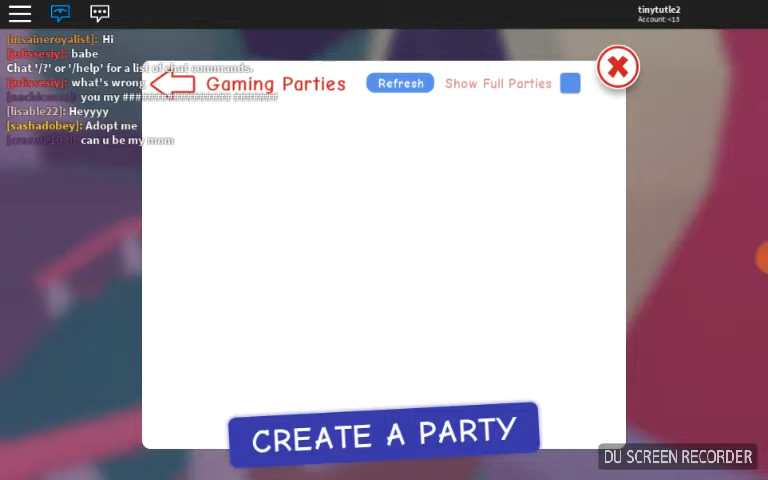 tinytutle2
Account: <13
[insaineroyalist]: Hi
[julissesiy]: babe
Chat '/?' or '/help' for a list of chat commands.
[julissesiy]: what's wrong
you my ################### #######
[lisable22]: Heyyyy
[sashadobey]: Adopt me
can u be my mom
Gaming Parties
Refresh
Show Full Parties
CREATE A PARTY
DU SCREEN RECORDER